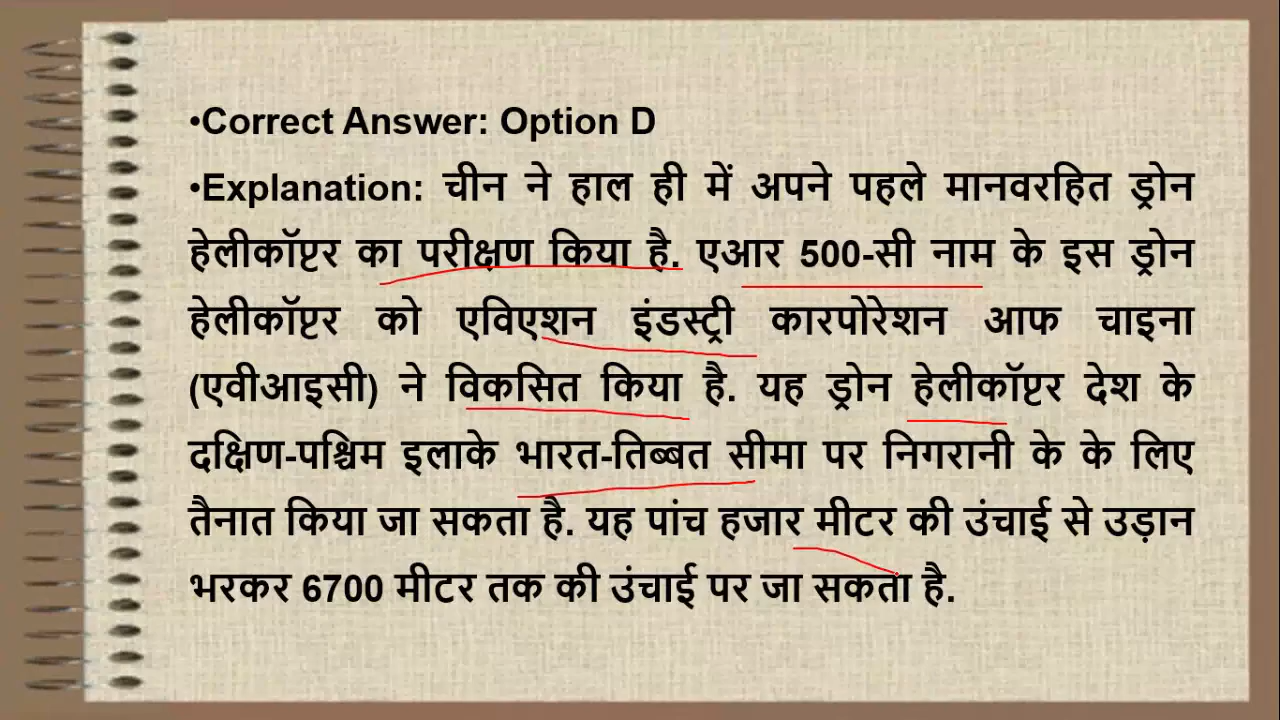 •Correct Answer: Option D
•Explanation: चीन ने हाल ही में अपने पहले मानवरहित ड्रोन
हेलीकॉप्टर का परीक्षण किया है. एआर 500-सी नाम के इस ड्रोन
हेलीकॉप्टर को एविएशन इंडस्ट्री कारपोरेशन आफ चाइना
(एवीआइसी) ने विकसित किया है. यह ड्रोन हेलीकॉप्टर देश के
दक्षिण-पश्चिम इलाके भारत-तिब्बत सीमा पर निगरानी के के लिए
तैनात किया जा सकता है. यह पांच हजार मीटर की उंचाई से उड़ान
भरकर 6700 मीटर तक की उंचाई पर जा सकता है.